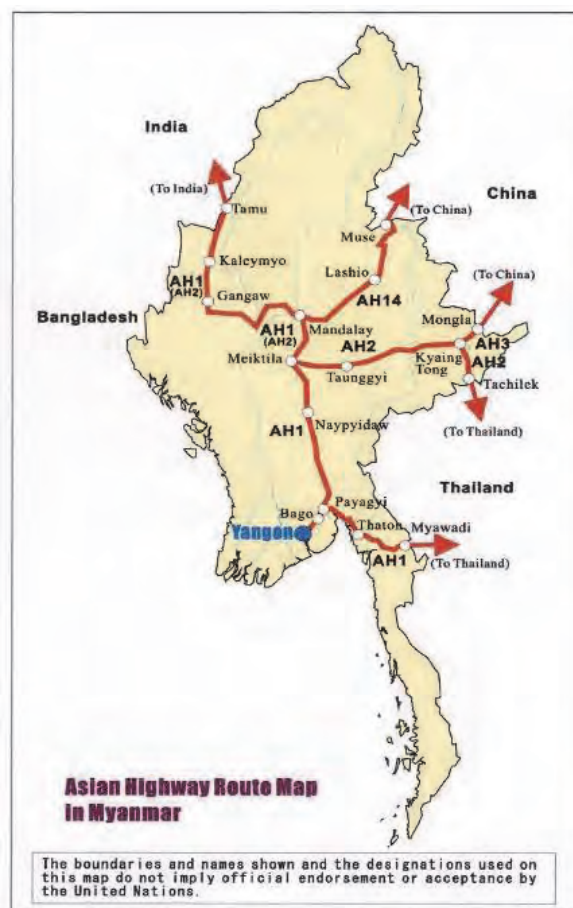 India
(To India)
Tamu
China
(To China)
Muse
Kaleymyo
Lashio
(To China)
AH1
(AH2)
Gangaw
AH14
Bangladesh
AH1
(AH2)
Mandalay
Mongla
AH3
Meiktila
AH2
Kyaing
Tong
AH2
Taunggyi
Tachilek
Naypyidaw
AH1
(To Thailand)
Thailand
Payagyi
Bago
Yangon
Thaton
Myawadi
AH1
(To Thailand)
Asian Highway Route Map
in Myanmar
The boundaries and names shown and the designations used on
this map do not imply official endorsement or acceptance by
the United Nations.